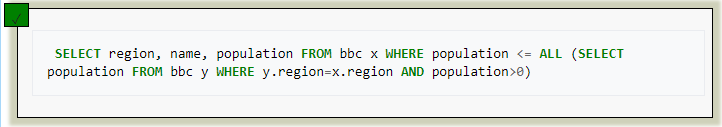 SELECT region, name, population FROM bbc x WHERE population <= ALL (SELECT
population FROM bbc y WHERE y.region=x.region AND population>0)